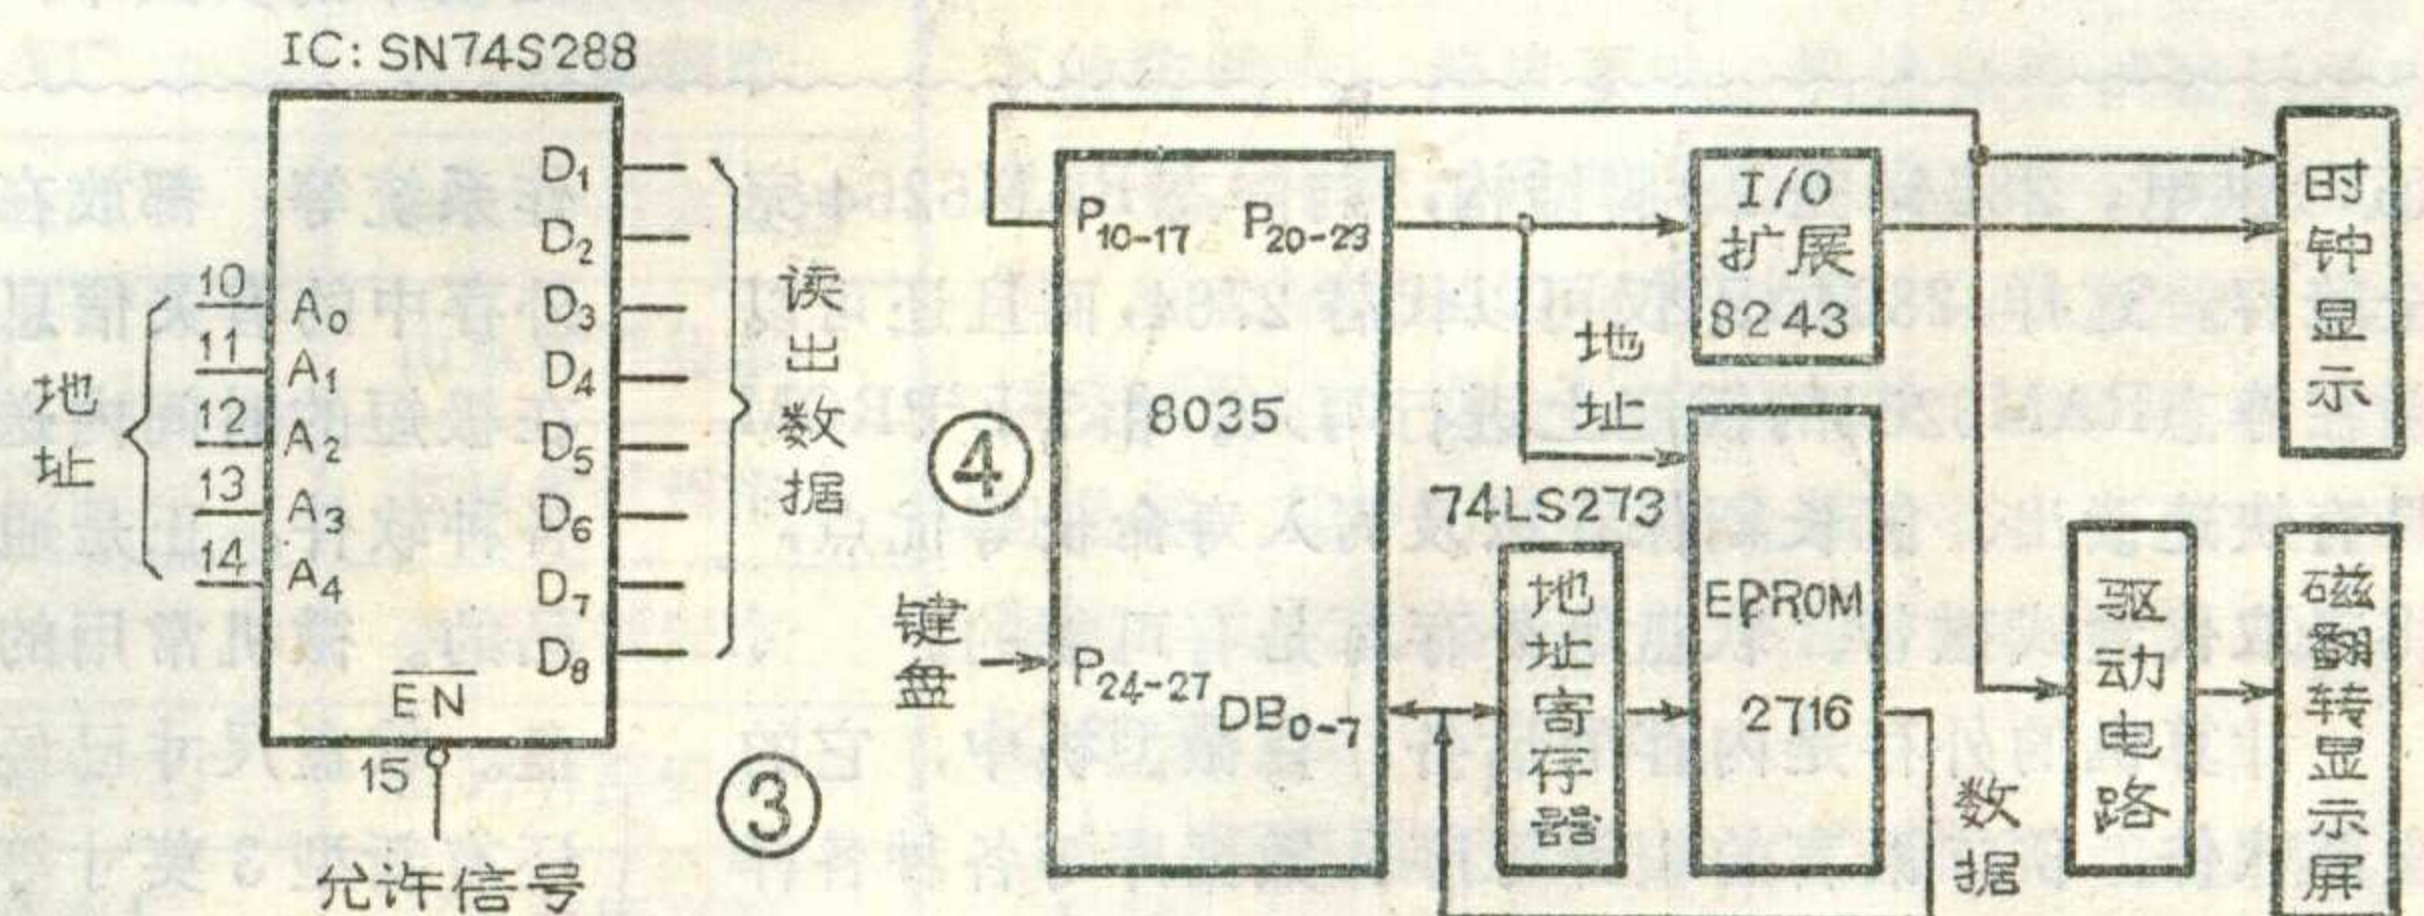 IC: SN74S288
D1
D2
D3
D4
D5
D6
D7
D8
10
11
12
13
14
A0
A1
A2
A3
A4
地址
读出数据
EN
15
允许信号
③
④
P10-17
P20-23
8035
P24-27
DB0-7
键盘
I/O
扩展
8243
地址
74LS273
地址寄存器
EPROM
2716
数据
时钟显示
驱动电路
磁翻转显示屏